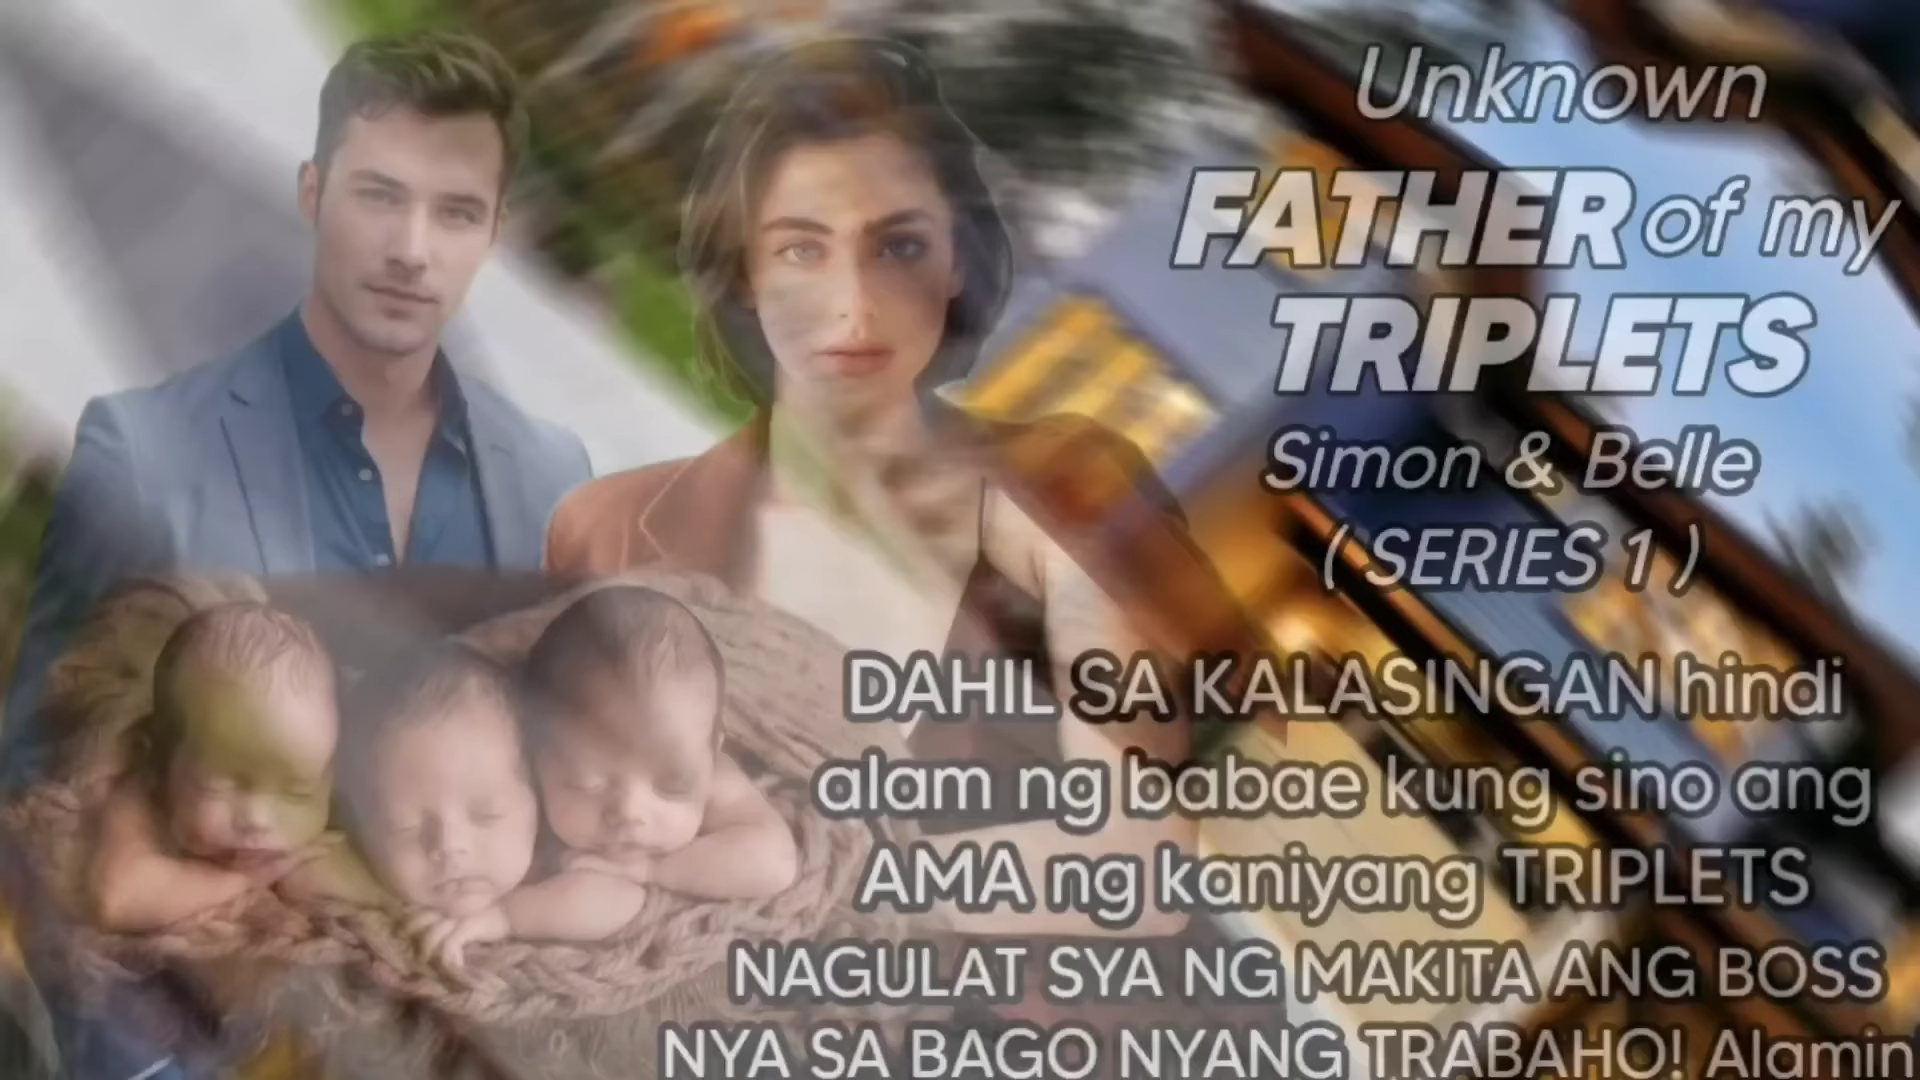 Unknown
FATHER of my
TRIPLETS
Simon & Belle
( SERIES 1 )
DAHIL SA KALASINGAN hindi
alam ng babae kung sino ang
AMA ng kaniyang TRIPLETS
NAGULAT SYA NG MAKITA ANG BOSS
NYA SA BAGO NYANG TRABAHO! Alamin